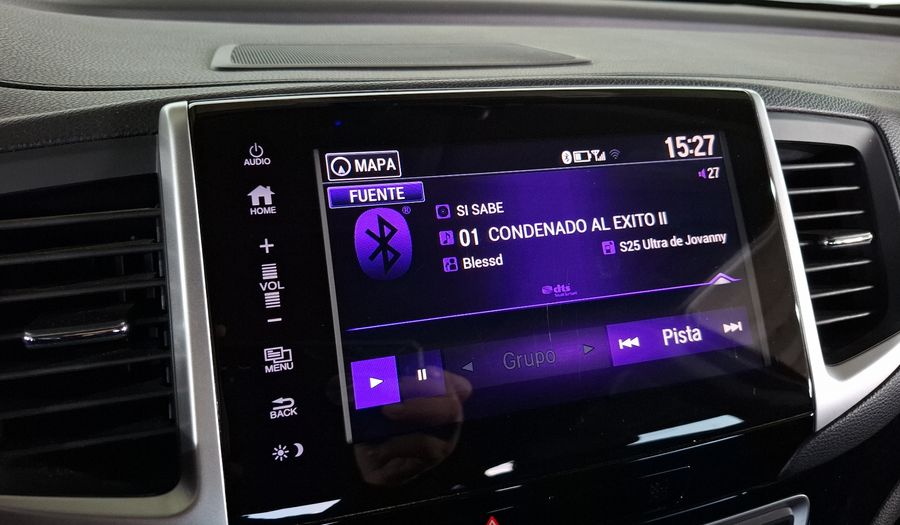 AUDIO
HOME
+
VOL
−
MENU
BACK
MAPA
15:27
FUENTE
27
®
SI SABE
01 CONDENADO AL EXITO II
Blessd
S25 Ultra de Jovanny
dts
Grupo
Pista